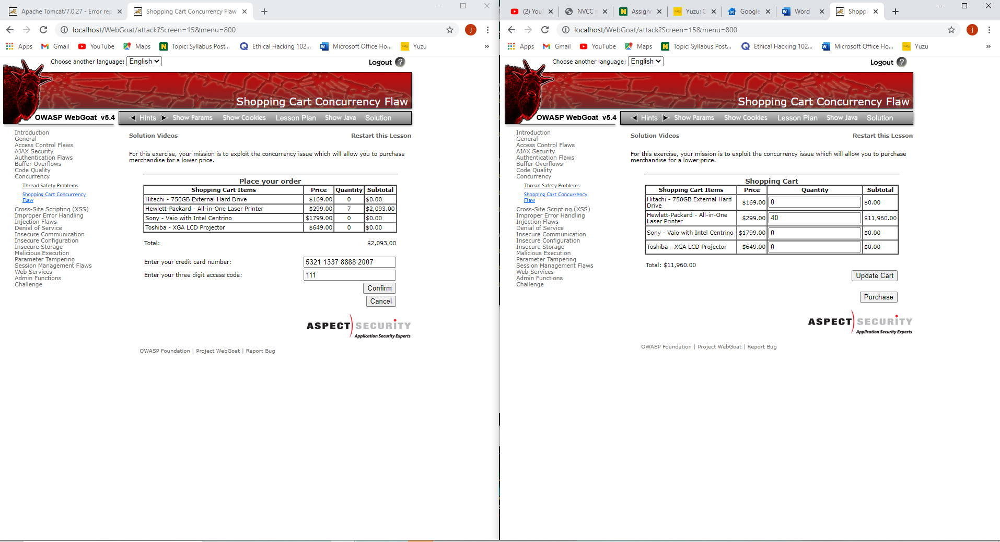 Apache Tomcat/7.0.27 - Error rep
Shopping Cart Concurrency Flaw
localhost/WebGoat/attack?Screen=15&menu=800
j
Apps
Gmail
YouTube
Maps
N
Topic: Syllabus Post...
Ethical Hacking 102...
Microsoft Office Ho...
Yuzu
»
Choose another language: English
Logout ?
Shopping Cart Concurrency Flaw
OWASP WebGoat v5.4
Hints
Show Params
Show Cookies
Lesson Plan
Show Java
Solution
Introduction
General
Access Control Flaws
AJAX Security
Authentication Flaws
Buffer Overflows
Code Quality
Concurrency
Thread Safety Problems
Shopping Cart Concurrency
Flaw
Cross-Site Scripting (XSS)
Improper Error Handling
Injection Flaws
Denial of Service
Insecure Communication
Insecure Configuration
Insecure Storage
Malicious Execution
Parameter Tampering
Session Management Flaws
Web Services
Admin Functions
Challenge
Solution Videos
Restart this Lesson
For this exercise, your mission is to exploit the concurrency issue which will allow you to purchase
merchandise for a lower price.
Place your order
Shopping Cart Items Price Quantity Subtotal
Hitachi - 750GB External Hard Drive $169.00 0 $0.00
Hewlett-Packard - All-in-One Laser Printer $299.00 7 $2,093.00
Sony - Vaio with Intel Centrino $1799.00 0 $0.00
Toshiba - XGA LCD Projector $649.00 0 $0.00
Total: $2,093.00
Enter your credit card number: 5321 1337 8888 2007
Enter your three digit access code: 111
Confirm
Cancel
ASPECT SECURITY
Application Security Experts
OWASP Foundation | Project WebGoat | Report Bug
(2) You
NVCC ::
Assignm
Yuzu: C
Google
Word
Shoppi
localhost/WebGoat/attack?Screen=15&menu=800
j
Apps
Gmail
YouTube
Maps
N
Topic: Syllabus Post...
Ethical Hacking 102...
Microsoft Office Ho...
Yuzu
»
Choose another language: English
Logout ?
Shopping Cart Concurrency Flaw
OWASP WebGoat v5.4
Hints
Show Params
Show Cookies
Lesson Plan
Show Java
Solution
Introduction
General
Access Control Flaws
AJAX Security
Authentication Flaws
Buffer Overflows
Code Quality
Concurrency
Thread Safety Problems
Shopping Cart Concurrency
Flaw
Cross-Site Scripting (XSS)
Improper Error Handling
Injection Flaws
Denial of Service
Insecure Communication
Insecure Configuration
Insecure Storage
Malicious Execution
Parameter Tampering
Session Management Flaws
Web Services
Admin Functions
Challenge
Solution Videos
Restart this Lesson
For this exercise, your mission is to exploit the concurrency issue which will allow you to purchase
merchandise for a lower price.
Shopping Cart
Shopping Cart Items Price Quantity Subtotal
Hitachi - 750GB External Hard
Drive $169.00 0 $0.00
Hewlett-Packard - All-in-One
Laser Printer $299.00 40 $11,960.00
Sony - Vaio with Intel Centrino $1799.00 0 $0.00
Toshiba - XGA LCD Projector $649.00 0 $0.00
Total: $11,960.00
Update Cart
Purchase
ASPECT SECURITY
Application Security Experts
OWASP Foundation | Project WebGoat | Report Bug